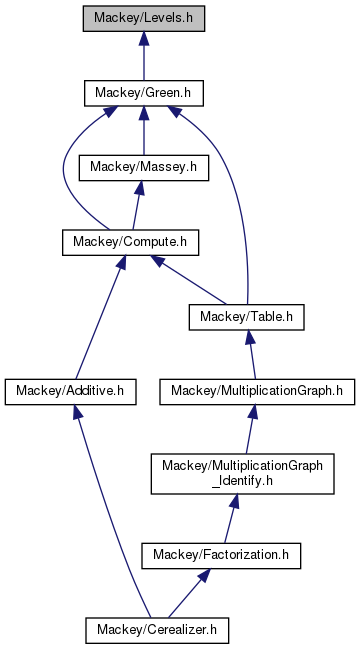 Mackey/Levels.h
Mackey/Green.h
Mackey/Massey.h
Mackey/Compute.h
Mackey/Table.h
Mackey/Additive.h
Mackey/MultiplicationGraph.h
Mackey/MultiplicationGraph
_Identify.h
Mackey/Factorization.h
Mackey/Cerealizer.h